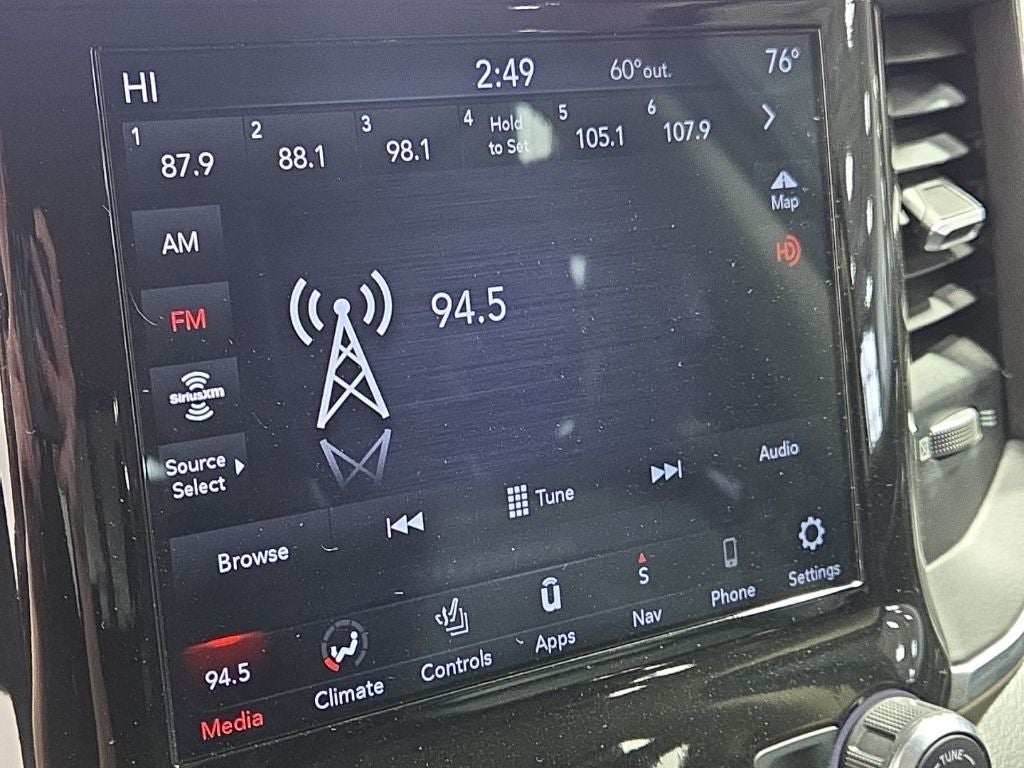 HI 2:49 60° out. 76°
1 2 3 4 Hold 5 6
87.9 88.1 98.1 to Set 105.1 107.9
Map
HD
AM
FM
94.5
SiriusXM
Source
Select
Audio
Browse Tune
94.5
Media
Climate
Controls
Apps
S
Nav
Phone
Settings
TUNE